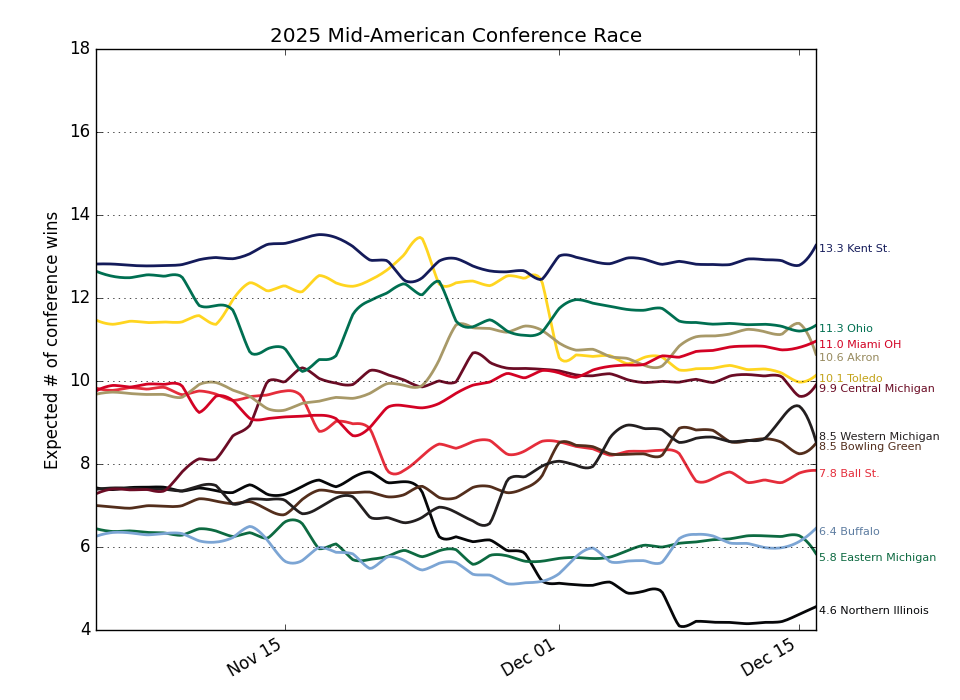 2025 Mid-American Conference Race
Expected # of conference wins
18
16
14
12
10
8
6
4
Nov 15
Dec 01
Dec 15
13.3 Kent St.
11.3 Ohio
11.0 Miami OH
10.6 Akron
10.1 Toledo
9.9 Central Michigan
8.5 Western Michigan
8.5 Bowling Green
7.8 Ball St.
6.4 Buffalo
5.8 Eastern Michigan
4.6 Northern Illinois